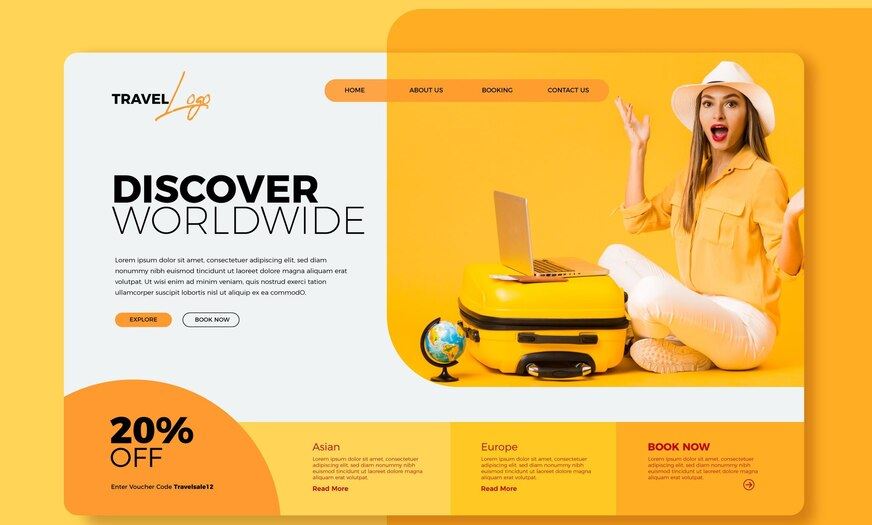 TRAVEL Logo
HOME ABOUT US BOOKING CONTACT US
DISCOVER
WORLDWIDE
Lorem ipsum dolor sit amet, consectetuer adipiscing elit, sed diam
nonummy nibh euismod tincidunt ut laoreet dolore magna aliquam erat
volutpat. Ut wisi enim ad minim veniam, quis nostrud exerci tation
ullamcorper suscipit lobortis nisl ut aliquip ex ea commodO.
EXPLORE BOOK NOW
20%
OFF
Enter Voucher Code Travelsale12
Asian
Lorem ipsum dolor sit amet, consectetuer
adipiscing elit, sed diam nonummy nibh
euismod tincidunt ut laoreet dolore magna
aliquam erat volutpat.
Read More
Europe
Lorem ipsum dolor sit amet, consectetuer
adipiscing elit, sed diam nonummy nibh
euismod tincidunt ut laoreet dolore magna
aliquam erat volutpat.
Read More
BOOK NOW
Lorem ipsum dolor sit amet, consectetuer
adipiscing elit, sed diam nonummy nibh
euismod tincidunt ut laoreet dolore magna
aliquam erat volutpat.